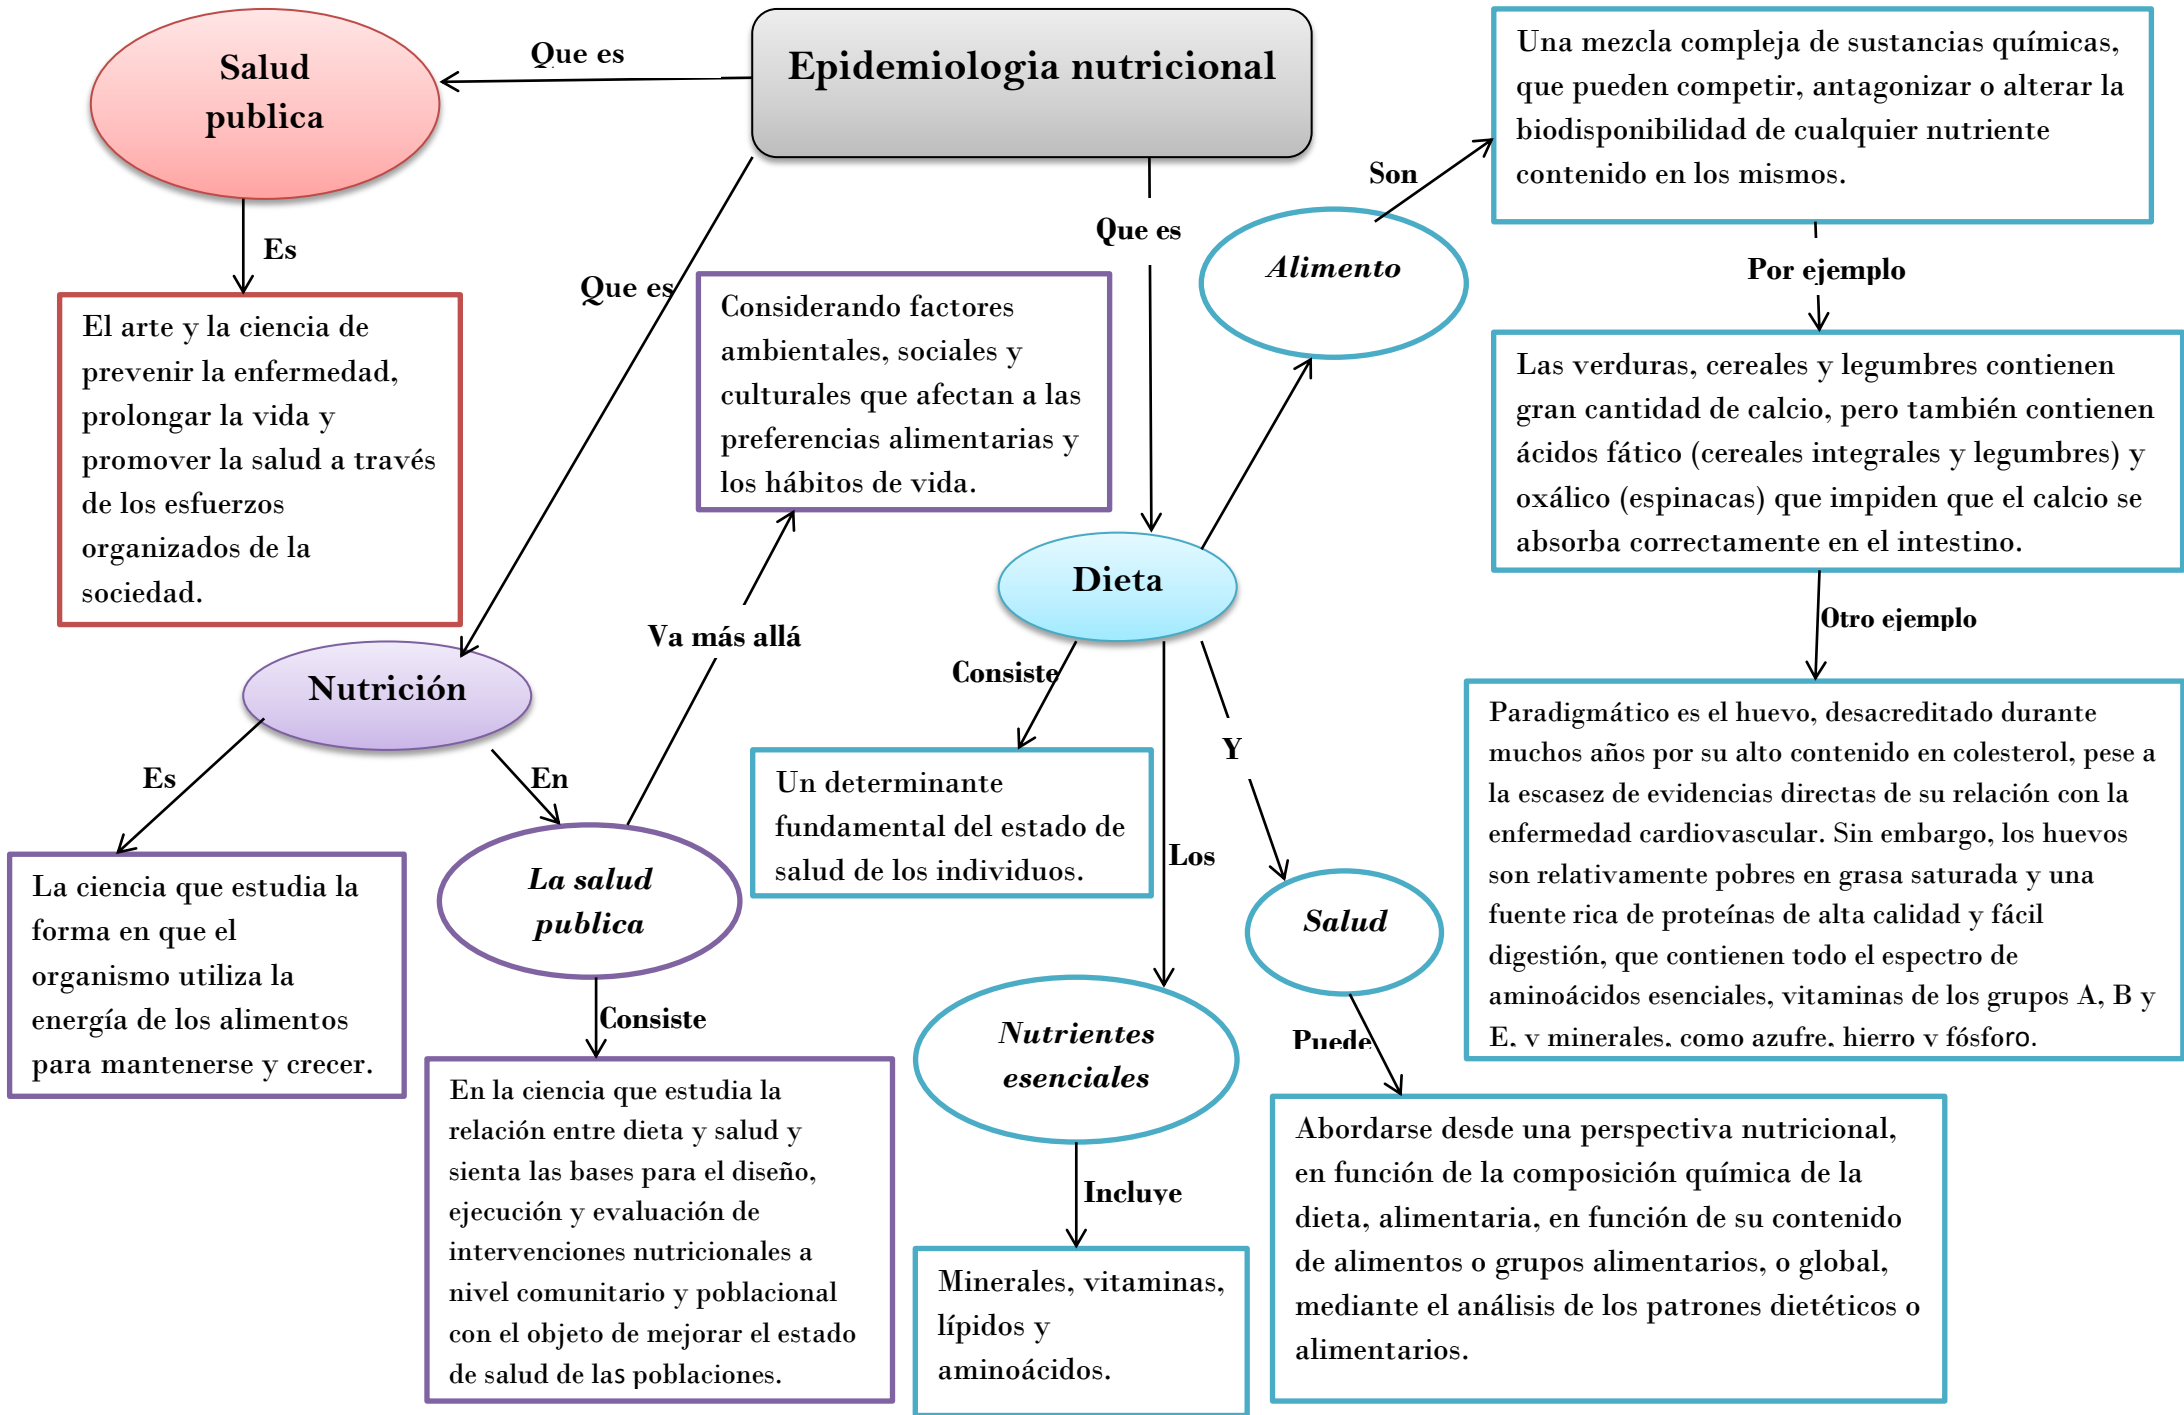 Epidemiologia nutricional
Que es
Salud
publica
Es
El arte y la ciencia de
prevenir la enfermedad,
prolongar la vida y
promover la salud a través
de los esfuerzos
organizados de la
sociedad.
Que es
Nutrición
Es
La ciencia que estudia la
forma en que el
organismo utiliza la
energía de los alimentos
para mantenerse y crecer.
En
La salud
publica
Va más allá
Considerando factores
ambientales, sociales y
culturales que afectan a las
preferencias alimentarias y
los hábitos de vida.
Consiste
En la ciencia que estudia la
relación entre dieta y salud y
sienta las bases para el diseño,
ejecución y evaluación de
intervenciones nutricionales a
nivel comunitario y poblacional
con el objeto de mejorar el estado
de salud de las poblaciones.
Que es
Dieta
Consiste
Un determinante
fundamental del estado de
salud de los individuos.
Los
Nutrientes
esenciales
Incluye
Minerales, vitaminas,
lípidos y
aminoácidos.
Y
Salud
Puede
Abordarse desde una perspectiva nutricional,
en función de la composición química de la
dieta, alimentaria, en función de su contenido
de alimentos o grupos alimentarios, o global,
mediante el análisis de los patrones dietéticos o
alimentarios.
Alimento
Son
Una mezcla compleja de sustancias químicas,
que pueden competir, antagonizar o alterar la
biodisponibilidad de cualquier nutriente
contenido en los mismos.
Por ejemplo
Las verduras, cereales y legumbres contienen
gran cantidad de calcio, pero también contienen
ácidos fático (cereales integrales y legumbres) y
oxálico (espinacas) que impiden que el calcio se
absorba correctamente en el intestino.
Otro ejemplo
Paradigmático es el huevo, desacreditado durante
muchos años por su alto contenido en colesterol, pese a
la escasez de evidencias directas de su relación con la
enfermedad cardiovascular. Sin embargo, los huevos
son relativamente pobres en grasa saturada y una
fuente rica de proteínas de alta calidad y fácil
digestión, que contienen todo el espectro de
aminoácidos esenciales, vitaminas de los grupos A, B y
E, y minerales, como azufre, hierro y fósforo.